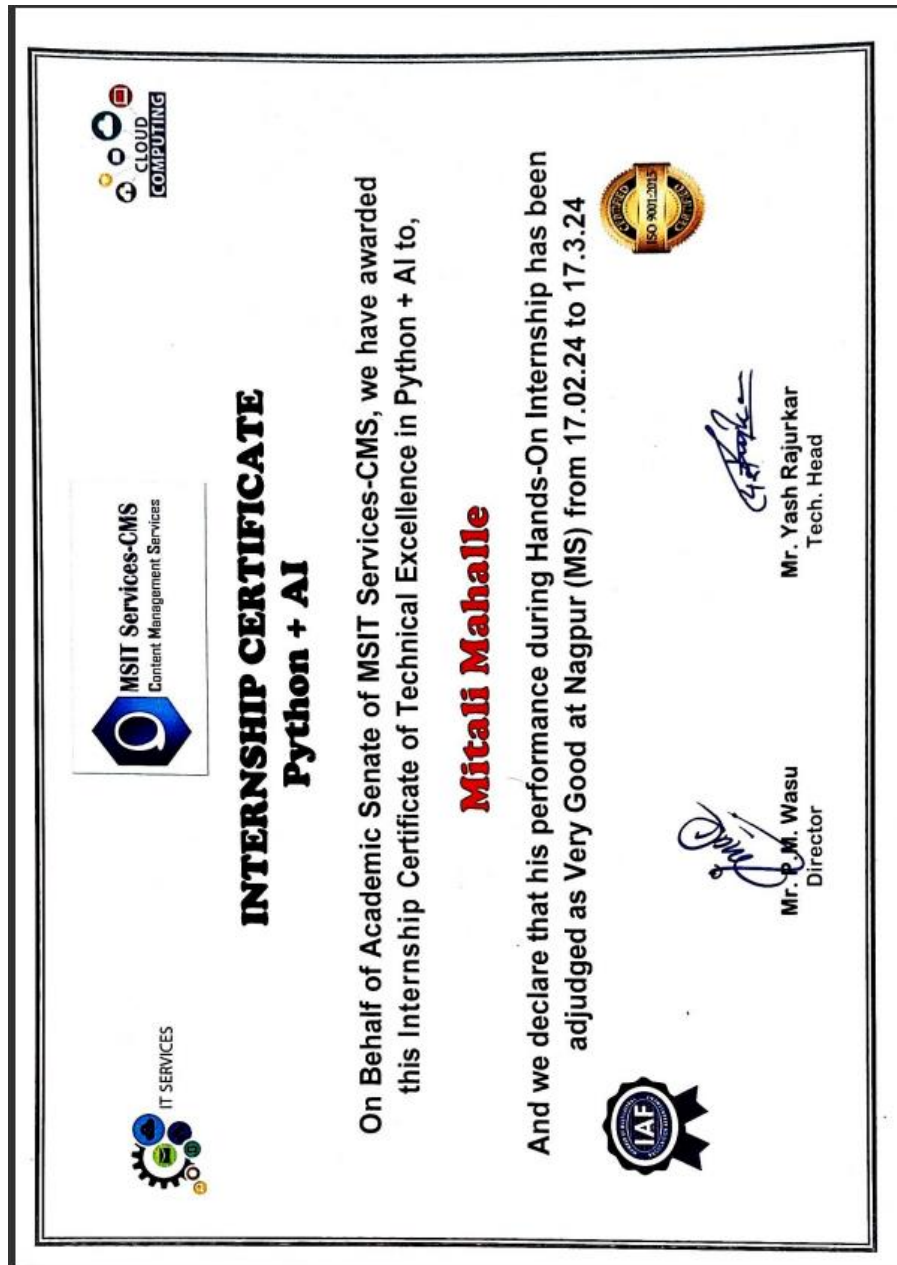 IT SERVICES
MSIT Services-CMS
Content Management Services
CLOUD
COMPUTING
INTERNSHIP CERTIFICATE
Python + AI
On Behalf of Academic Senate of MSIT Services-CMS, we have awarded
this Internship Certificate of Technical Excellence in Python + AI to,
Mitali Mahalle
And we declare that his performance during Hands-On Internship has been
adjudged as Very Good at Nagpur (MS) from 17.02.24 to 17.3.24
IAF
CERTIFIED
ISO 9001:2015
CERTIFIED
Mr. P.M. Wasu
Director
Mr. Yash Rajurkar
Tech. Head